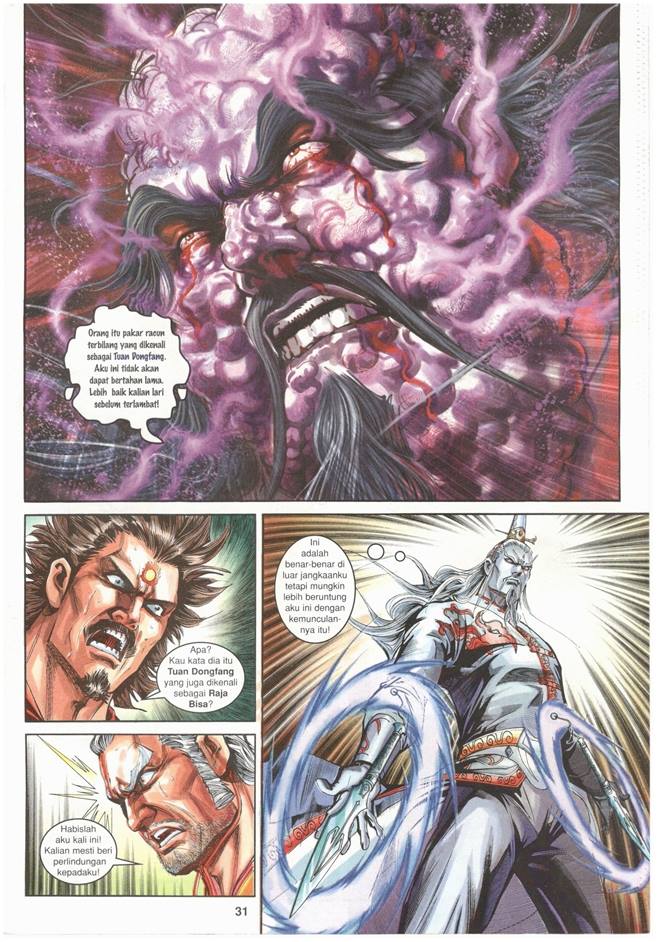 Orang itu pakar racun
terbilang yang dikenali
sebagai Tuan Dongfang.
Aku ini tidak akan
dapat bertahan lama.
Lebih baik kalian lari
sebelum terlambat!
Apa?
Kau kata dia itu
Tuan Dongfang
yang juga dikenali
sebagai Raja
Bisa?
Habislah
aku kali ini!
Kalian mesti beri
perlindungan
kepadaku!
Ini
adalah
benar-benar di
luar jangkaanku
tetapi mungkin
lebih beruntung
aku ini dengan
kemunculan-
nya itu!
31